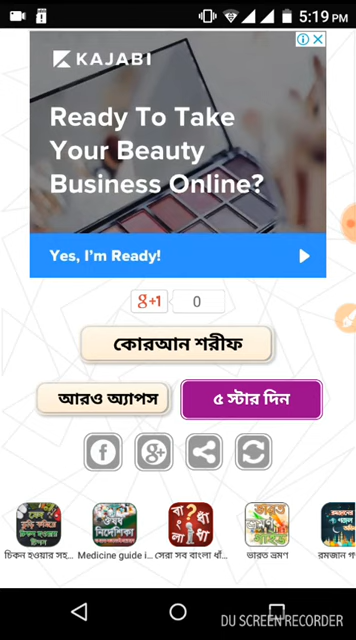 5:19 PM
KAJABI
Ready To Take
Your Beauty
Business Online?
Yes, I'm Ready!
g+1 0
কোরআন শরীফ
আরও অ্যাপস ৫ স্টার দিন
চিকন হওয়ার সহ... Medicine guide i... সেরা সব বাংলা ধাঁ... ভারত ভ্রমণ রমজান গ
DU SCREEN RECORDER